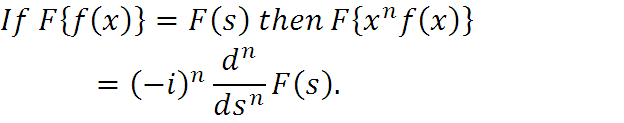 If F{f(x)} = F(s) then F{xⁿf(x)}
= (−i)ⁿ dⁿ/dsⁿ F(s).